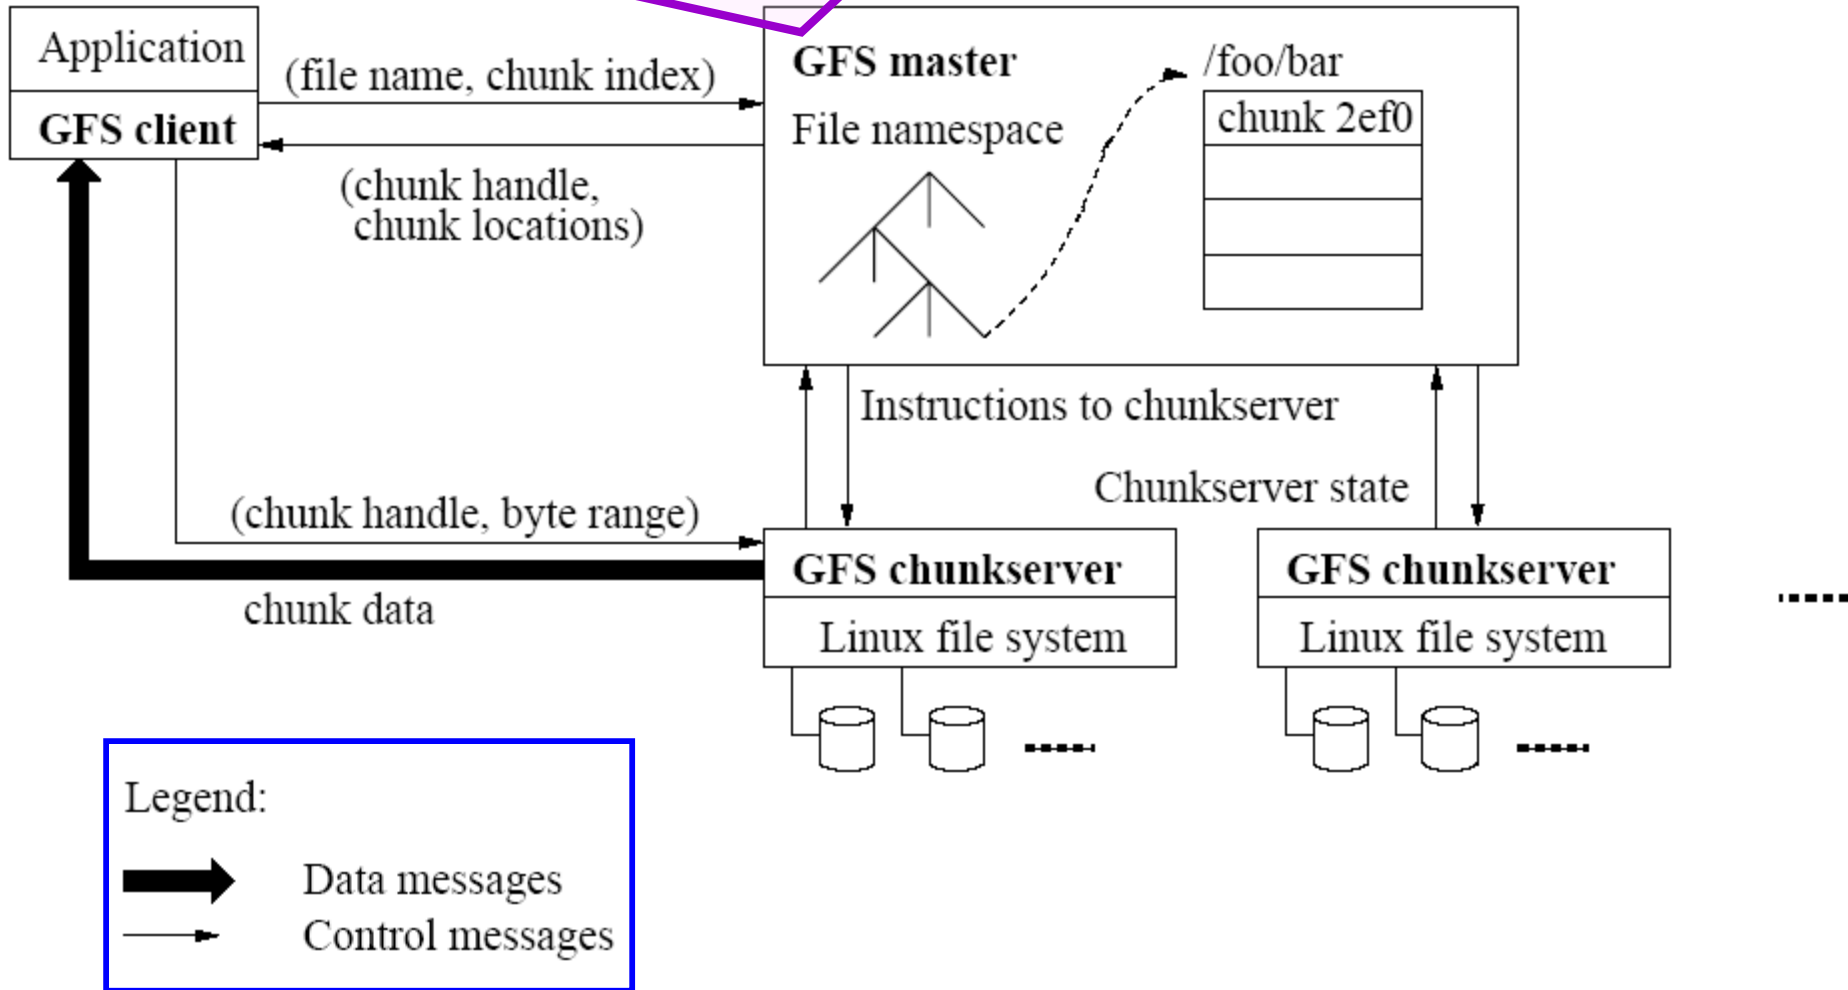 Application
GFS client
(file name, chunk index)
(chunk handle,
chunk locations)
GFS master
File namespace
/foo/bar
chunk 2ef0
Instructions to chunkserver
Chunkserver state
(chunk handle, byte range)
chunk data
GFS chunkserver
Linux file system
GFS chunkserver
Linux file system
Legend:
Data messages
Control messages